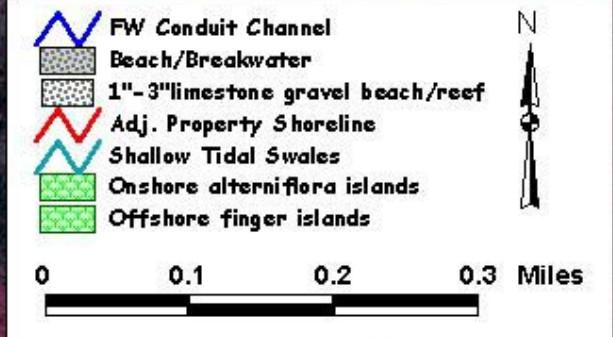 N
FW Conduit Channel
Beach/Breakwater
1"-3"limestone gravel beach/reef
Adj. Property Shoreline
Shallow Tidal Swales
Onshore alterniflora islands
Offshore finger islands
0 0.1 0.2 0.3 Miles